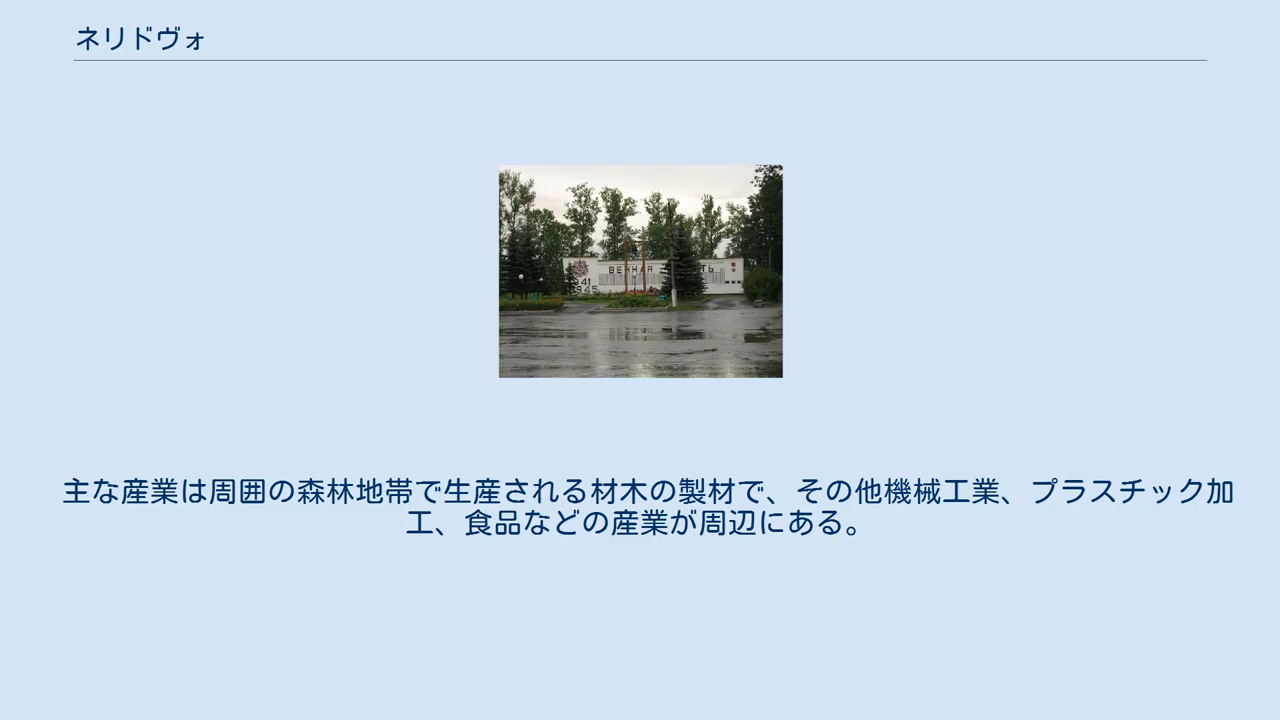 ネリドヴォ
ВЕЧНАЯ
1945
主な産業は周囲の森林地帯で生産される材木の製材で、その他機械工業、プラスチック加
工、食品などの産業が周辺にある。